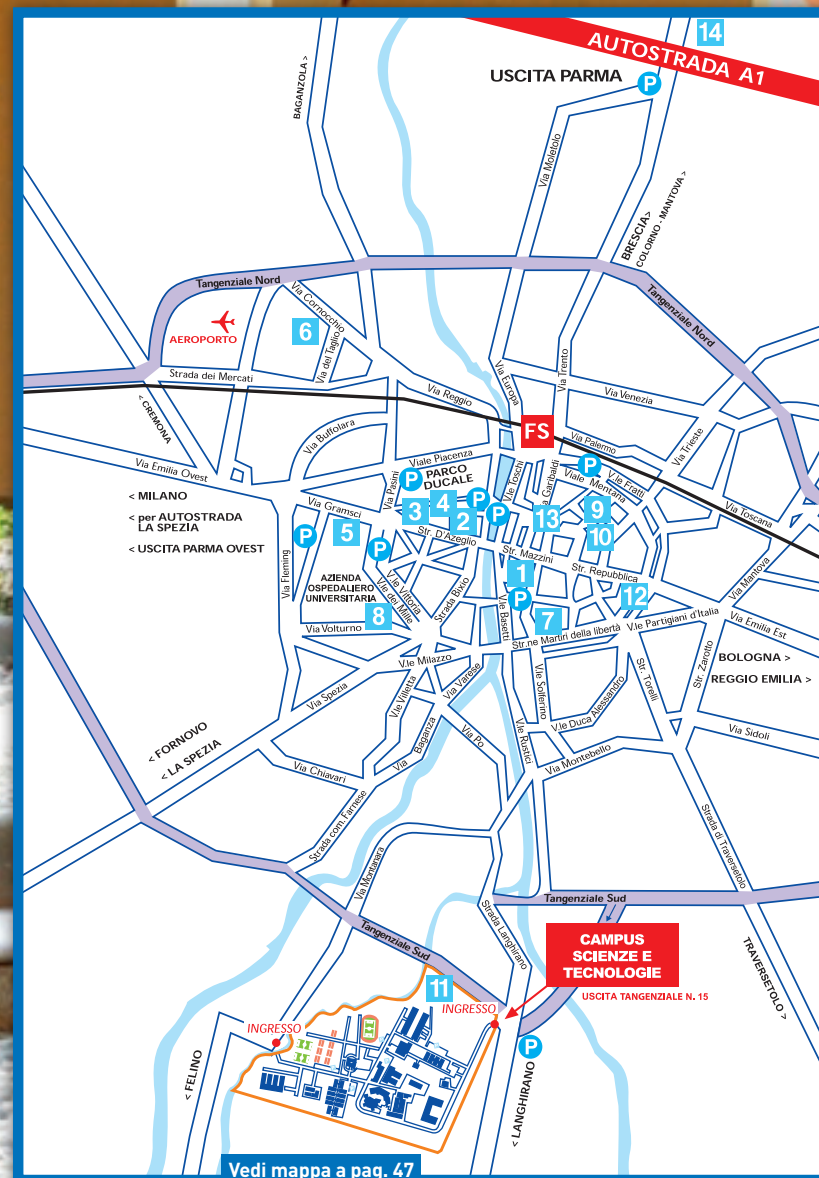 14
AUTOSTRADA A1
USCITA PARMA
P
BAGANZOLA >
Via Moletolo
BRESCIA>
COLORNO - MANTOVA >
Tangenziale Nord
Tangenziale Nord
Via Cornocchio
6
AEROPORTO
Via del Taglio
Strada dei Mercati
Via Reggio
Via Europa
Via Trento
Via Venezia
< CREMONA
FS
Via Buffolara
Via Palermo
Via Trieste
Viale Piacenza
Via Emilia Ovest
PARCO
DUCALE
P
Via Pasini
V.le Toschi
Garibaldi
P
Viale Mentana
V.le Fratti
< MILANO
< per AUTOSTRADA
LA SPEZIA
< USCITA PARMA OVEST
Via Gramsci
3
4
2
P
P
13
9
10
Via Toscana
5
P
P
Str. D'Azeglio
Str. Mazzini
Str. Repubblica
Via Mantova
Via Fleming
AZIENDA
OSPEDALIERO
UNIVERSITARIA
V.le Vittoria
V.le dei Mille
Strada Bixio
1
P
12
8
V.le Basetti
7
Via Volturno
Str.ne Martiri della libertà
V.le Partigiani d'Italia
Via Emilia Est
V.le Milazzo
BOLOGNA >
REGGIO EMILIA >
Via Spezia
V.le Villetta
Via Varese
V.le Solferino
V.le Duca Alessandro
Str. Torelli
Str. Zarotto
Via Sidoli
< FORNOVO
< LA SPEZIA
Via Baganza
Via Po
V.le Rustici
Via Montebello
Via Chiavari
Strada com. Farnese
Via Montanara
Strada di Traversetolo
Tangenziale Sud
Tangenziale Sud
Strada Langhirano
CAMPUS
SCIENZE E
TECNOLOGIE
USCITA TANGENZIALE N. 15
TRAVERSETOLO >
11
INGRESSO
INGRESSO
P
< FELINO
< LANGHIRANO
Vedi mappa a pag. 47